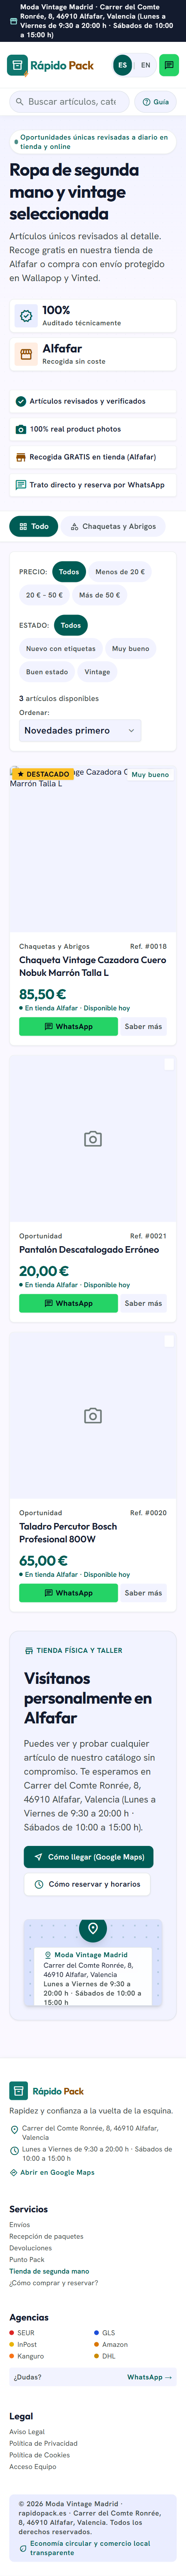 Moda Vintage Madrid · Carrer del Comte
Ronrée, 8, 46910 Alfafar, Valencia (Lunes a
Viernes de 9:30 a 20:00 h · Sábados de 10:00
a 15:00 h)
Rápido Pack
ES
EN
Buscar artículos, cate
Guía
Oportunidades únicas revisadas a diario en
tienda y online
Ropa de segunda
mano y vintage
seleccionada
Artículos únicos revisados al detalle.
Recoge gratis en nuestra tienda de
Alfafar o compra con envío protegido
en Wallapop y Vinted.
100%
Auditado técnicamente
Alfafar
Recogida sin coste
Artículos revisados y verificados
100% real product photos
Recogida GRATIS en tienda (Alfafar)
Trato directo y reserva por WhatsApp
Todo
Chaquetas y Abrigos
PRECIO:
Todos
Menos de 20 €
20 € – 50 €
Más de 50 €
ESTADO:
Todos
Nuevo con etiquetas
Muy bueno
Buen estado
Vintage
3 artículos disponibles
Ordenar:
Novedades primero
DESTACADO
tage Cazadora C
Muy bueno
Marrón Talla L
Chaquetas y Abrigos
Ref. #0018
Chaqueta Vintage Cazadora Cuero
Nobuk Marrón Talla L
85,50 €
En tienda Alfafar · Disponible hoy
WhatsApp
Saber más
Oportunidad
Ref. #0021
Pantalón Descatalogado Erróneo
20,00 €
En tienda Alfafar · Disponible hoy
WhatsApp
Saber más
Oportunidad
Ref. #0020
Taladro Percutor Bosch
Profesional 800W
65,00 €
En tienda Alfafar · Disponible hoy
WhatsApp
Saber más
TIENDA FÍSICA Y TALLER
Visítanos
personalmente en
Alfafar
Puedes ver y probar cualquier
artículo de nuestro catálogo sin
compromiso. Te esperamos en
Carrer del Comte Ronrée, 8,
46910 Alfafar, Valencia (Lunes a
Viernes de 9:30 a 20:00 h ·
Sábados de 10:00 a 15:00 h).
Cómo llegar (Google Maps)
Cómo reservar y horarios
Moda Vintage Madrid
Carrer del Comte Ronrée, 8,
46910 Alfafar, Valencia
Lunes a Viernes de 9:30 a
20:00 h · Sábados de 10:00 a
15:00 h
Rápido Pack
Rapidez y confianza a la vuelta de la esquina.
Carrer del Comte Ronrée, 8, 46910 Alfafar,
Valencia
Lunes a Viernes de 9:30 a 20:00 h · Sábados de
10:00 a 15:00 h
Abrir en Google Maps
Servicios
Envíos
Recepción de paquetes
Devoluciones
Punto Pack
Tienda de segunda mano
¿Cómo comprar y reservar?
Agencias
SEUR
GLS
InPost
Amazon
Kanguro
DHL
¿Dudas?
WhatsApp →
Legal
Aviso Legal
Política de Privacidad
Política de Cookies
Acceso Equipo
© 2026 Moda Vintage Madrid ·
rapidopack.es · Carrer del Comte Ronrée,
8, 46910 Alfafar, Valencia. Todos los
derechos reservados.
Economía circular y comercio local
transparente